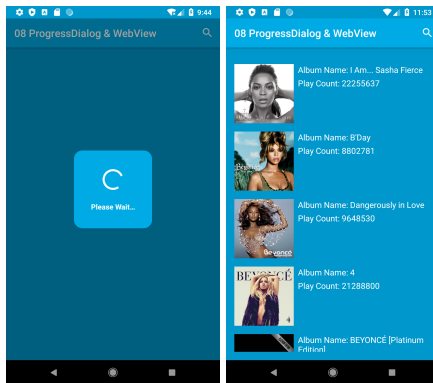 9:44
08 ProgressDialog & WebView
Please Wait...
11:53
08 ProgressDialog & WebView
Album Name: I Am... Sasha Fierce
Play Count: 22255637
Album Name: B'Day
Play Count: 8802781
Album Name: Dangerously in Love
Play Count: 9648530
Beyoncé
BEYONCÉ
Album Name: 4
Play Count: 21288800
Album Name: BEYONCÉ [Platinum
Edition]